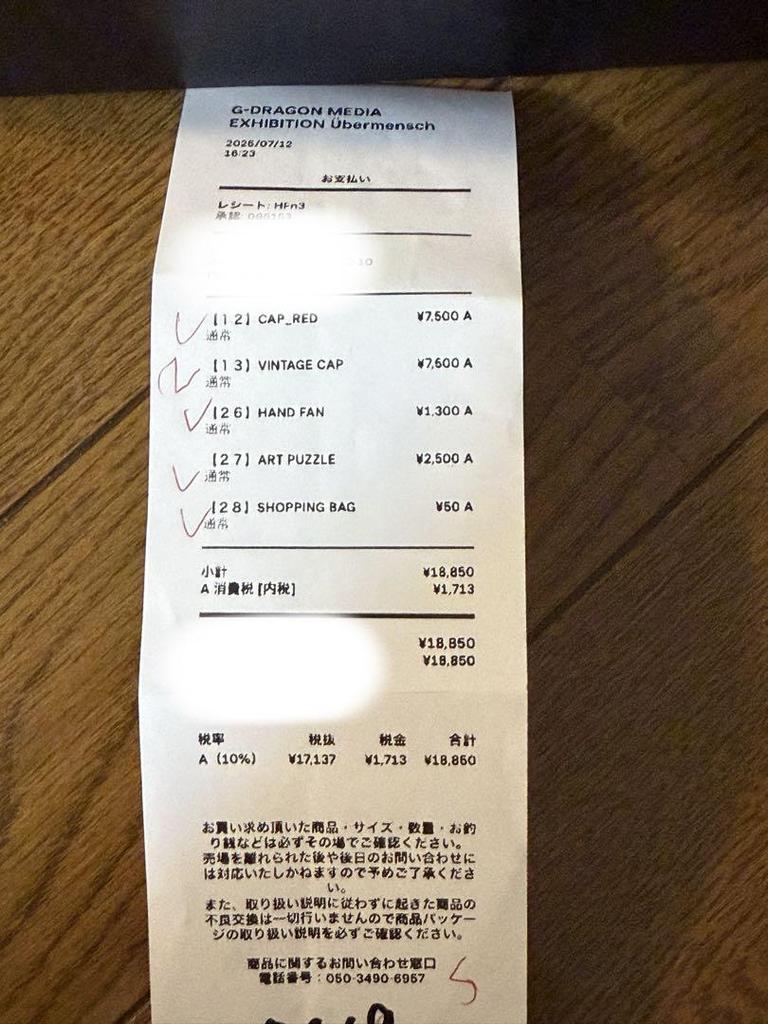 G-DRAGON MEDIA
EXHIBITION Übermensch
2025/07/12
16:23
お支払い
レシート: HFn3
承認:
【12】CAP_RED ¥7,500 A
通常
【13】VINTAGE CAP ¥7,500 A
通常
【26】HAND FAN ¥1,300 A
通常
【27】ART PUZZLE ¥2,500 A
通常
【28】SHOPPING BAG ¥50 A
通常
小計 ¥18,850
A 消費税 [内税] ¥1,713
¥18,850
¥18,850
税率 税抜 税金 合計
A (10%) ¥17,137 ¥1,713 ¥18,850
お買い求め頂いた商品・サイズ・数量・お釣
り銭などは必ずその場でご確認ください。
売場を離れられた後や後日のお問い合わせに
は対応いたしかねますので予めご了承くださ
い。
また、取り扱い説明に従わずに起きた商品の
不良交換は一切行いませんので商品パッケー
ジの取り扱い説明を必ずご確認ください。
商品に関するお問い合わせ窓口
電話番号：050-3490-6957